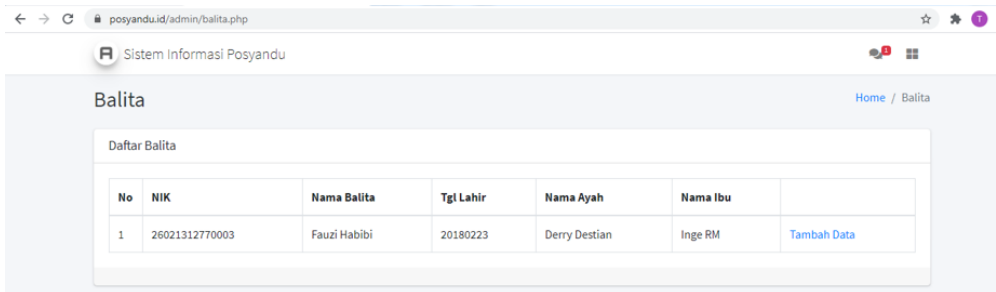 posyandu.id/admin/balita.php
T
Sistem Informasi Posyandu
1
Balita
Home / Balita
Daftar Balita
No NIK Nama Balita Tgl Lahir Nama Ayah Nama Ibu
1 26021312770003 Fauzi Habibi 20180223 Derry Destian Inge RM Tambah Data